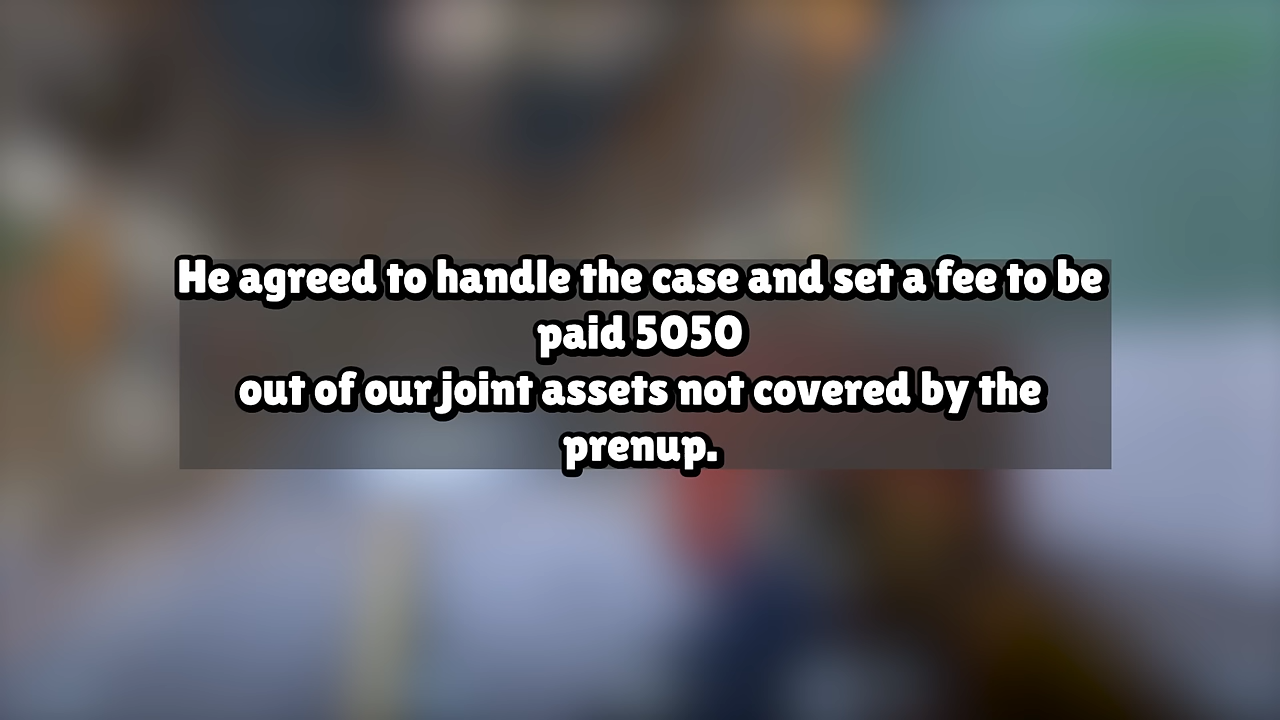 He agreed to handle the case and set a fee to be
paid 5050
out of our joint assets not covered by the
prenup.